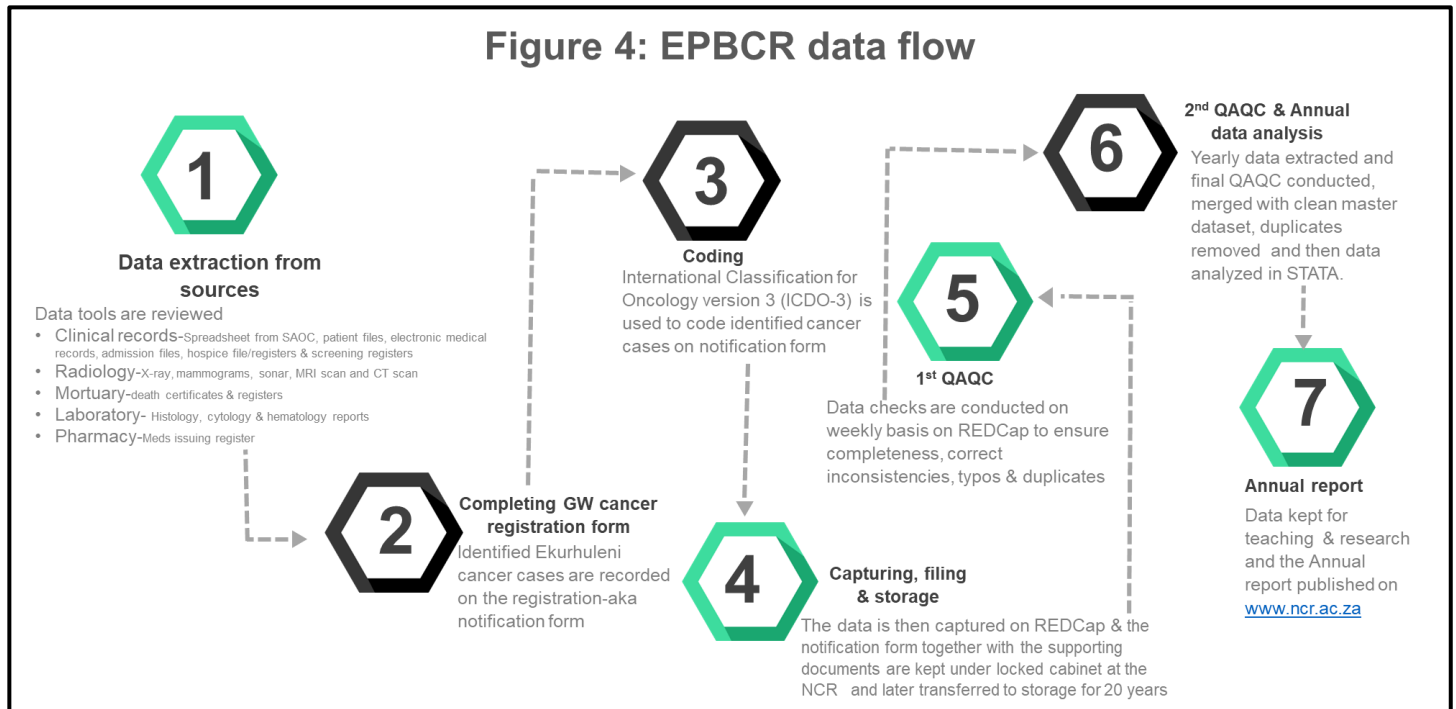 Figure 4: EPBCR data flow
1
Data extraction from
sources
Data tools are reviewed
• Clinical records-Spreadsheet from SAOC, patient files, electronic medical
records, admission files, hospice file/registers & screening registers
• Radiology-X-ray, mammograms, sonar, MRI scan and CT scan
• Mortuary-death certificates & registers
• Laboratory- Histology, cytology & hematology reports
• Pharmacy-Meds issuing register
2
Completing GW cancer
registration form
Identified Ekurhuleni
cancer cases are recorded
on the registration-aka
notification form
3
Coding
International Classification for
Oncology version 3 (ICDO-3) is
used to code identified cancer
cases on notification form
4
Capturing, filing
& storage
The data is then captured on REDCap & the
notification form together with the supporting
documents are kept under locked cabinet at the
NCR and later transferred to storage for 20 years
5
1st QAQC
Data checks are conducted on
weekly basis on REDCap to ensure
completeness, correct
inconsistencies, typos & duplicates
6
2nd QAQC & Annual
data analysis
Yearly data extracted and
final QAQC conducted,
merged with clean master
dataset, duplicates
removed and then data
analyzed in STATA.
7
Annual report
Data kept for
teaching & research
and the Annual
report published on
www.ncr.ac.za